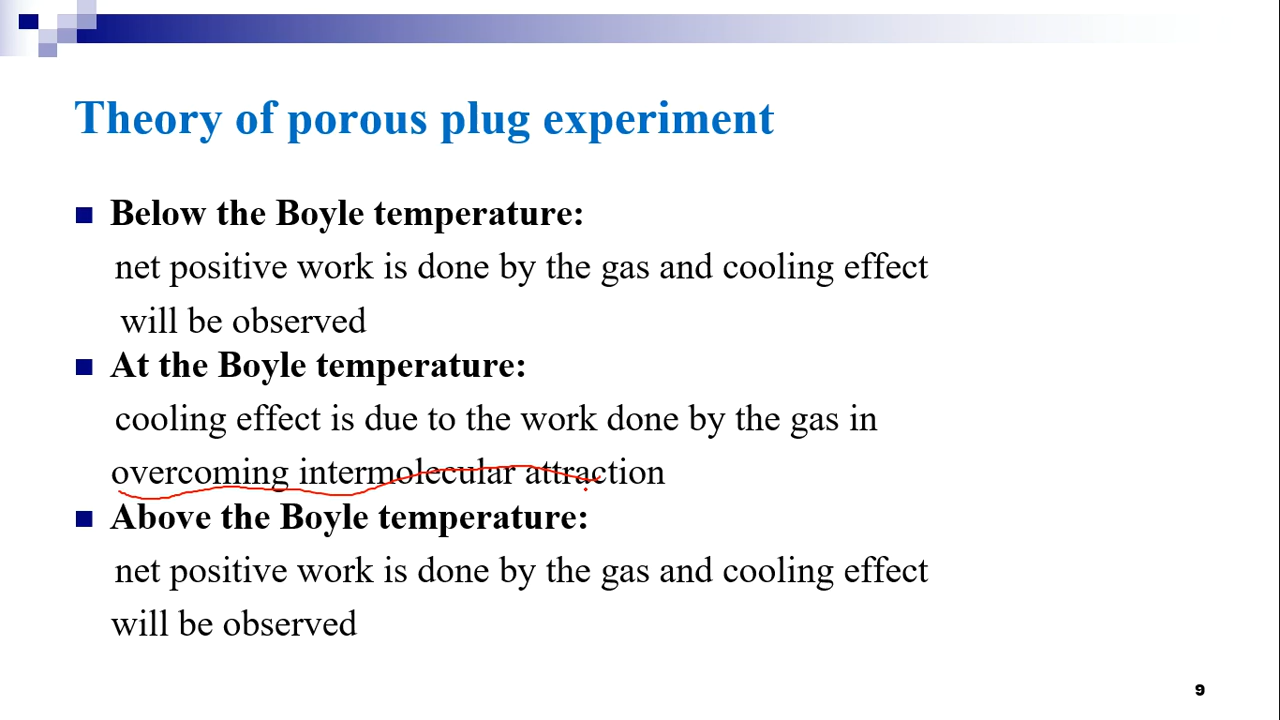 Theory of porous plug experiment
Below the Boyle temperature:
net positive work is done by the gas and cooling effect
will be observed
At the Boyle temperature:
cooling effect is due to the work done by the gas in
overcoming intermolecular attraction
Above the Boyle temperature:
net positive work is done by the gas and cooling effect
will be observed
9